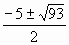 (-5 ± √93)/2